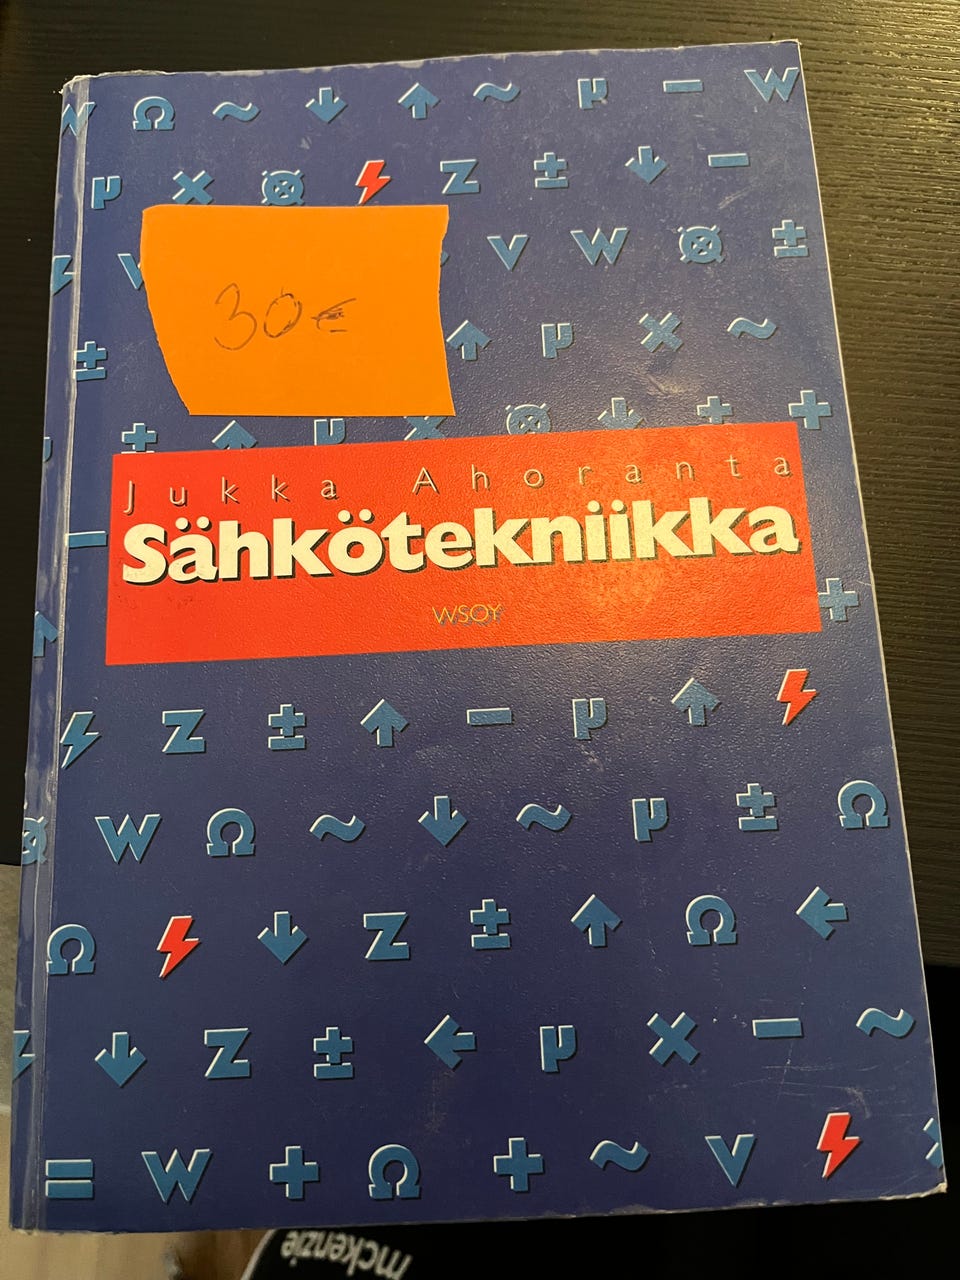 30€
Jukka Ahoranta
Sähkötekniikka
WSOY
mckenzie